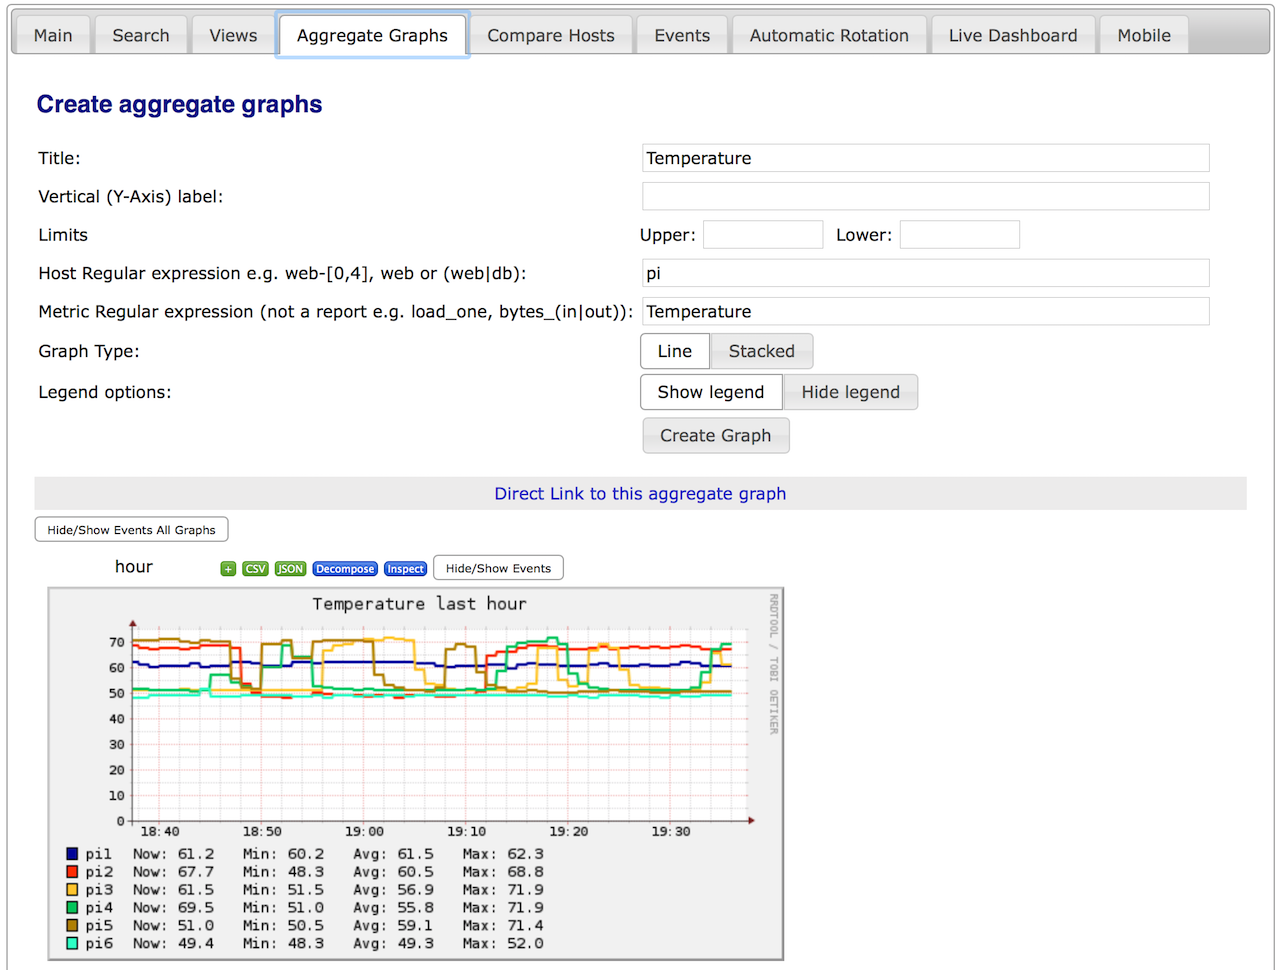 Main Search Views Aggregate Graphs Compare Hosts Events Automatic Rotation Live Dashboard Mobile
Create aggregate graphs
Title: Temperature
Vertical (Y-Axis) label:
Limits Upper: Lower:
Host Regular expression e.g. web-[0,4], web or (web|db): pi
Metric Regular expression (not a report e.g. load_one, bytes_(in|out)): Temperature
Graph Type: Line Stacked
Legend options: Show legend Hide legend
Create Graph
Direct Link to this aggregate graph
Hide/Show Events All Graphs
hour + CSV JSON Decompose Inspect Hide/Show Events
Temperature last hour
RRDTOOL / TOBI OETIKER
70
60
50
40
30
20
10
0
18:40 18:50 19:00 19:10 19:20 19:30
pi1 Now: 61.2 Min: 60.2 Avg: 61.5 Max: 62.3
pi2 Now: 67.7 Min: 48.3 Avg: 60.5 Max: 68.8
pi3 Now: 61.5 Min: 51.5 Avg: 56.9 Max: 71.9
pi4 Now: 69.5 Min: 51.0 Avg: 55.8 Max: 71.9
pi5 Now: 51.0 Min: 50.5 Avg: 59.1 Max: 71.4
pi6 Now: 49.4 Min: 48.3 Avg: 49.3 Max: 52.0